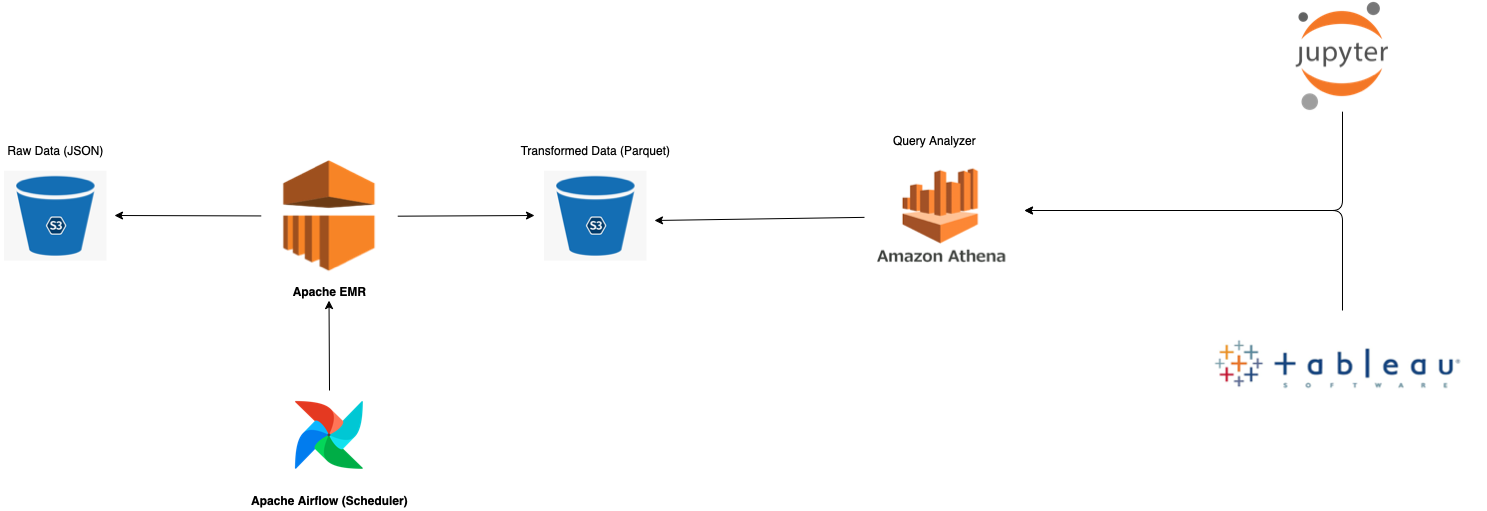 jupyter
Raw Data (JSON)
Transformed Data (Parquet)
Query Analyzer
S3
S3
Amazon Athena
Apache EMR
+ableau®
SOFTWARE
Apache Airflow (Scheduler)